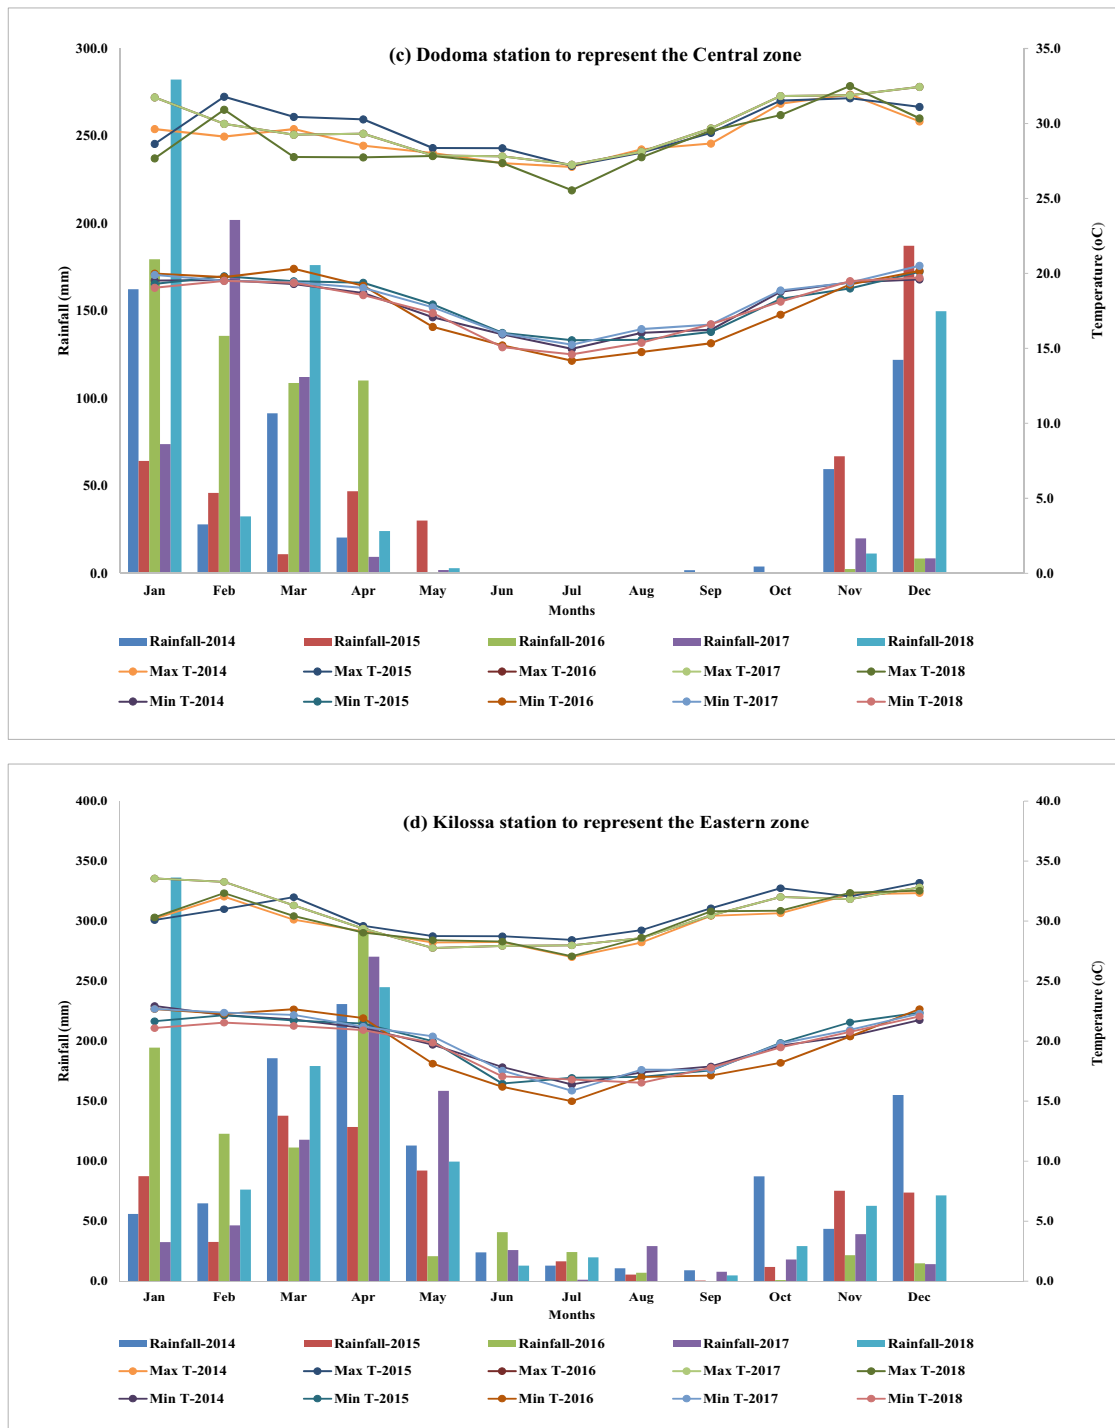 (c) Dodoma station to represent the Central zone
300.0
250.0
200.0
150.0
100.0
50.0
0.0
Rainfall (mm)
35.0
30.0
25.0
20.0
15.0
10.0
5.0
0.0
Temperature (oC)
Jan Feb Mar Apr May Jun Jul Aug Sep Oct Nov Dec
Months
Rainfall-2014 Rainfall-2015 Rainfall-2016 Rainfall-2017 Rainfall-2018
Max T-2014 Max T-2015 Max T-2016 Max T-2017 Max T-2018
Min T-2014 Min T-2015 Min T-2016 Min T-2017 Min T-2018
(d) Kilossa station to represent the Eastern zone
400.0
350.0
300.0
250.0
200.0
150.0
100.0
50.0
0.0
Rainfall (mm)
40.0
35.0
30.0
25.0
20.0
15.0
10.0
5.0
0.0
Temperature (oC)
Jan Feb Mar Apr May Jun Jul Aug Sep Oct Nov Dec
Months
Rainfall-2014 Rainfall-2015 Rainfall-2016 Rainfall-2017 Rainfall-2018
Max T-2014 Max T-2015 Max T-2016 Max T-2017 Max T-2018
Min T-2014 Min T-2015 Min T-2016 Min T-2017 Min T-2018